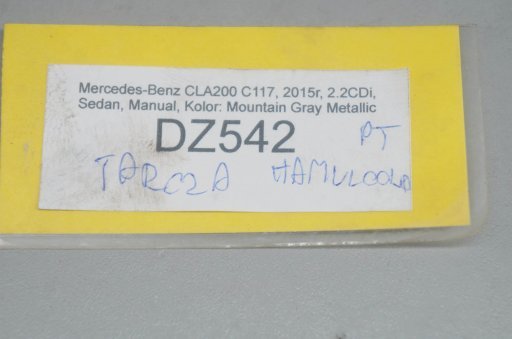 Mercedes-Benz CLA200 C117, 2015r, 2.2CDi,
Sedan, Manual, Kolor: Mountain Gray Metallic
DZ542 PT
TARCZA HAMULCOWA